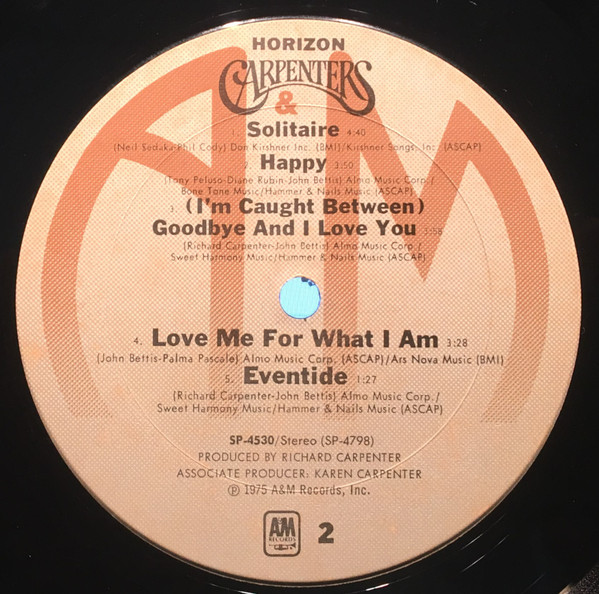 HORIZON
CARPENTERS
A&M
1. Solitaire 4:40
(Neil Sedaka-Phil Cody) Don Kirshner Inc. (BMI)/Kirshner Songs, Inc. (ASCAP)
2. Happy 3:50
(Tony Peluso-Diane Rubin-John Bettis) Almo Music Corp./
Bone Tone Music/Hammer & Nails Music (ASCAP)
3. (I'm Caught Between)
Goodbye And I Love You 3:58
(Richard Carpenter-John Bettis) Almo Music Corp./
Sweet Harmony Music/Hammer & Nails Music (ASCAP)
4. Love Me For What I Am 3:28
(John Bettis-Palma Pascale) Almo Music Corp. (ASCAP)/Ars Nova Music (BMI)
5. Eventide 1:27
(Richard Carpenter-John Bettis) Almo Music Corp./
Sweet Harmony Music/Hammer & Nails Music (ASCAP)
SP-4530/Stereo (SP-4798)
PRODUCED BY RICHARD CARPENTER
ASSOCIATE PRODUCER: KAREN CARPENTER
℗ 1975 A&M Records, Inc.
A&M RECORDS 2